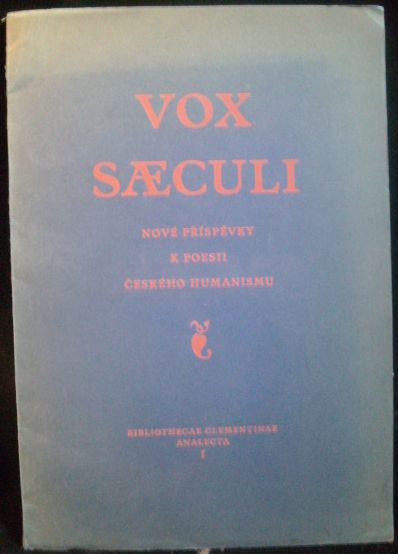 VOX
SÆCULI
NOVÉ PŘÍSPĚVKY
K POESII
ČESKÉHO HUMANISMU
BIBLIOTHECAE CLEMENTINAE
ANALECTA
I